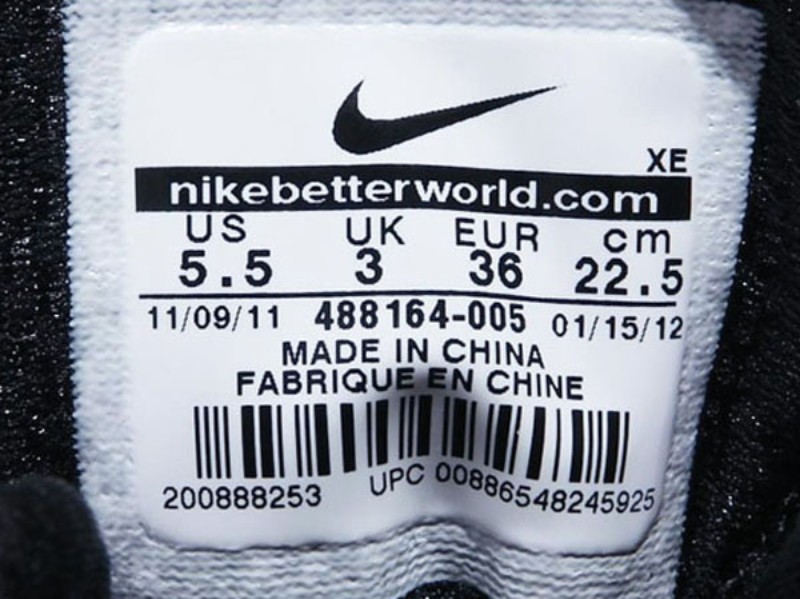 XE
nikebetterworld.com
US UK EUR cm
5.5 3 36 22.5
11/09/11 488164-005 01/15/12
MADE IN CHINA
FABRIQUE EN CHINE
200888253 UPC 00886548245925